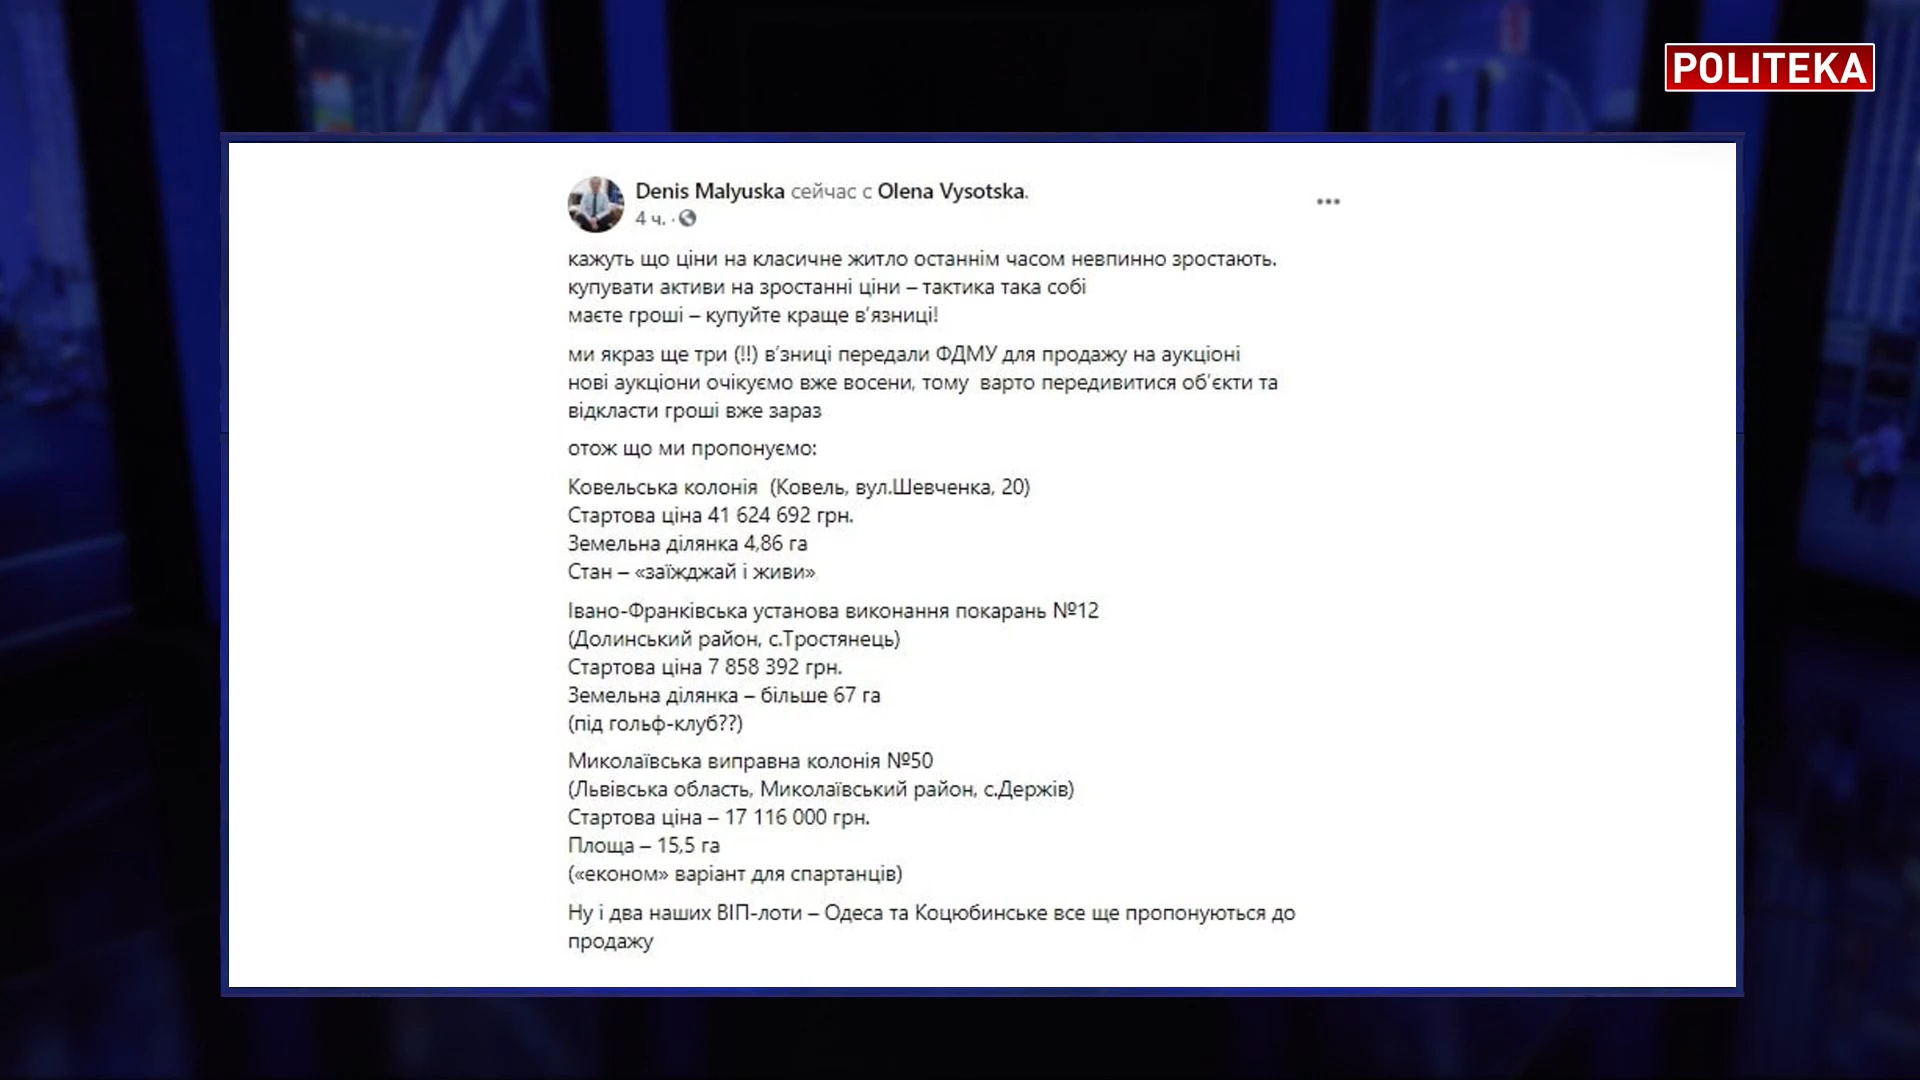 POLITEKA
Denis Malyuska сейчас с Olena Vysotska.
4 ч. ·
кажуть що ціни на класичне житло останнім часом невпинно зростають.
купувати активи на зростанні ціни – тактика така собі
маєте гроші – купуйте краще в'язниці!
ми якраз ще три (!!) в'зниці передали ФДМУ для продажу на аукціоні
нові аукціони очікуємо вже восени, тому варто передивитися об'єкти та
відкласти гроші вже зараз
отож що ми пропонуємо:
Ковельська колонія (Ковель, вул.Шевченка, 20)
Стартова ціна 41 624 692 грн.
Земельна ділянка 4,86 га
Стан – «заїжджай і живи»
Івано-Франківська установа виконання покарань №12
(Долинський район, с.Тростянець)
Стартова ціна 7 858 392 грн.
Земельна ділянка – більше 67 га
(під гольф-клуб??)
Миколаївська виправна колонія №50
(Львівська область, Миколаївський район, с.Держів)
Стартова ціна – 17 116 000 грн.
Площа – 15,5 га
(«економ» варіант для спартанців)
Ну і два наших ВІП-лоти – Одеса та Коцюбинське все ще пропонуються до
продажу